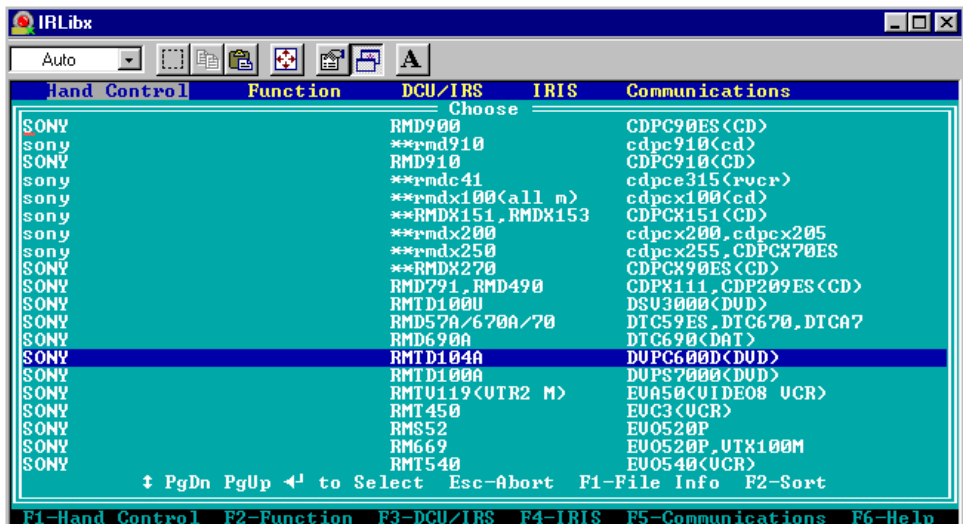 IRLibx
Auto A
Hand Control Function DCU/IRS IRIS Communications
Choose
SONY RMD900 CDPC90ES(CD)
sony **rmd910 cdpc910(cd)
SONY RMD910 CDPC910(CD)
sony **rmdc41 cdpce315(rvcr)
sony **rmdx100(all m) cdpcx100(cd)
sony **RMDX151,RMDX153 CDPCX151(CD)
sony **rmdx200 cdpcx200,cdpcx205
sony **rmdx250 cdpcx255,CDPCX70ES
SONY **RMDX270 CDPCX90ES(CD)
SONY RMD791,RMD490 CDPX111,CDP209ES(CD)
SONY RMTD100U DSV3000(DVD)
SONY RMD57A/670A/70 DTC59ES,DTC670,DTCA7
SONY RMD690A DTC690(DAT)
SONY RMTD104A DVPC600D(DVD)
SONY RMTD100A DVPS7000(DVD)
SONY RMTV119(VTR2 M) EVA50(VIDEO8 VCR)
SONY RMT450 EVC3(VCR)
SONY RMS52 EVO520P
SONY RM669 EVO520P,VTX100M
SONY RMT540 EVO540(VCR)
↕ PgDn PgUp ◄┘ to Select Esc-Abort F1-File Info F2-Sort
F1-Hand Control F2-Function F3-DCU/IRS F4-IRIS F5-Communications F6-Help